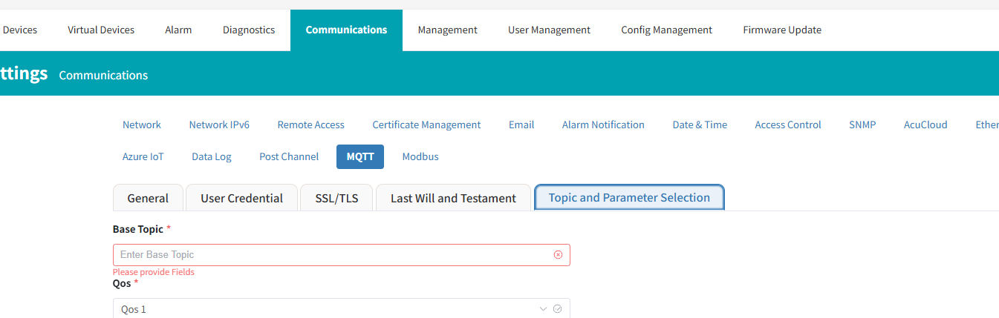 Devices Virtual Devices Alarm Diagnostics Communications Management User Management Config Management Firmware Update
ttings Communications
Network Network IPv6 Remote Access Certificate Management Email Alarm Notification Date & Time Access Control SNMP AcuCloud Ether
Azure IoT Data Log Post Channel MQTT Modbus
General User Credential SSL/TLS Last Will and Testament Topic and Parameter Selection
Base Topic *
Enter Base Topic
Please provide Fields
Qos *
Qos 1